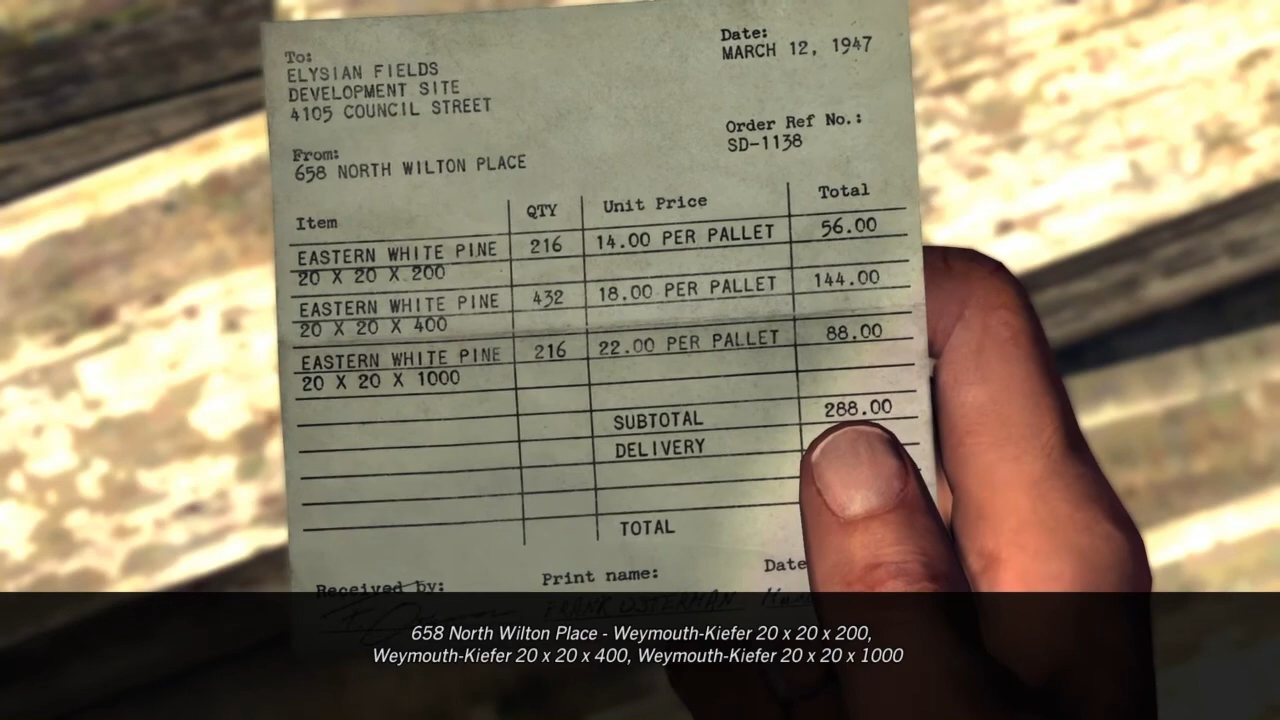 To:
ELYSIAN FIELDS
DEVELOPMENT SITE
4105 COUNCIL STREET
Date:
MARCH 12, 1947
From:
658 NORTH WILTON PLACE
Order Ref No.:
SD-1138
Item QTY Unit Price Total
EASTERN WHITE PINE 216 14.00 PER PALLET 56.00
20 X 20 X 200
EASTERN WHITE PINE 432 18.00 PER PALLET 144.00
20 X 20 X 400
EASTERN WHITE PINE 216 22.00 PER PALLET 88.00
20 X 20 X 1000
SUBTOTAL 288.00
DELIVERY
TOTAL
Received by: Print name: Date
FRANK OSTERMAN
658 North Wilton Place - Weymouth-Kiefer 20 x 20 x 200,
Weymouth-Kiefer 20 x 20 x 400, Weymouth-Kiefer 20 x 20 x 1000